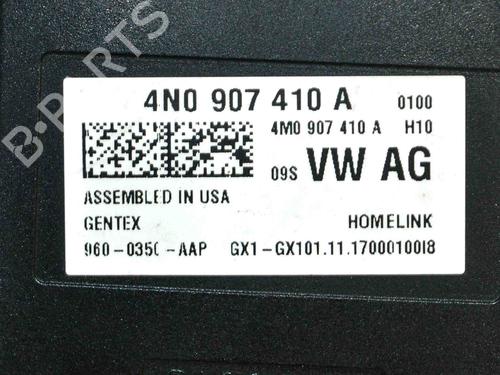 B-PARTS
4N0 907 410 A 0100
4M0 907 410 A H10
09S VW AG
ASSEMBLED IN USA
GENTEX HOMELINK
960-0350-AAP GX1-GX101.11.1700010018